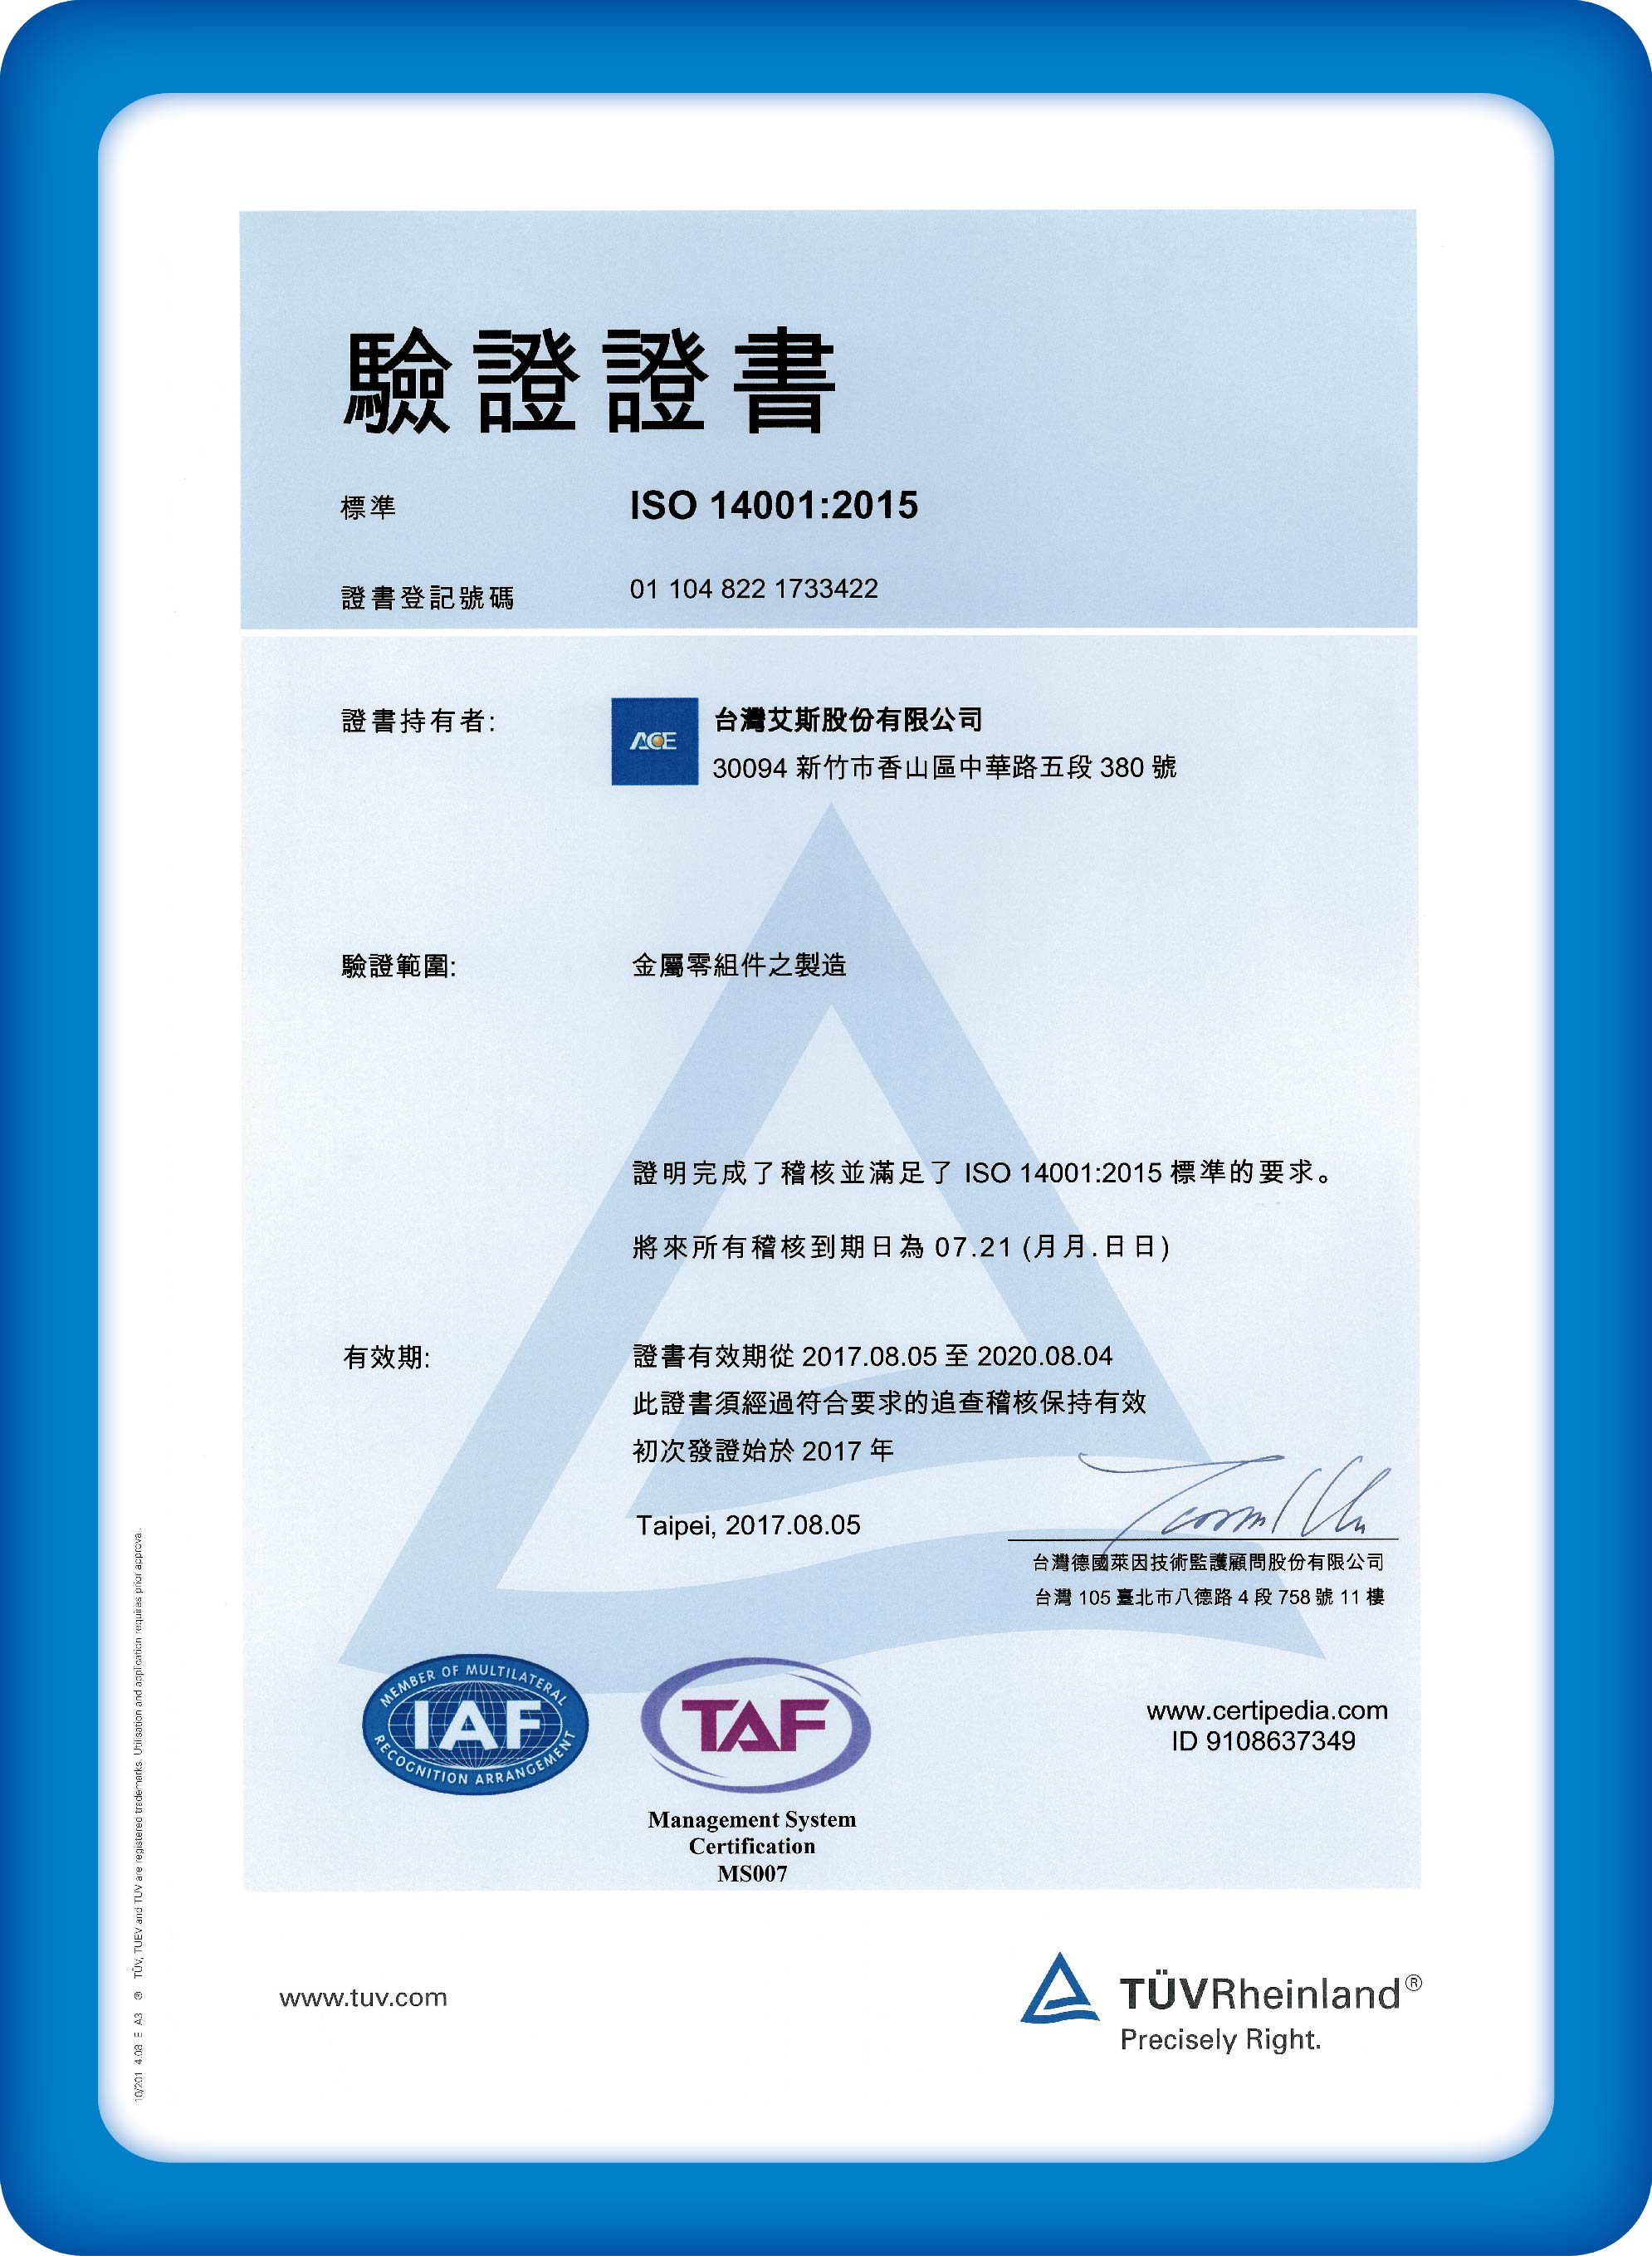 驗證證書
標準 ISO 14001:2015
證書登記號碼 01 104 822 1733422
證書持有者: ACE 台灣艾斯股份有限公司
30094 新竹市香山區中華路五段 380 號
驗證範圍: 金屬零組件之製造
證明完成了稽核並滿足了 ISO 14001:2015 標準的要求。
將來所有稽核到期日為 07.21 (月月.日日)
有效期: 證書有效期從 2017.08.05 至 2020.08.04
此證書須經過符合要求的追查稽核保持有效
初次發證始於 2017 年
Taipei, 2017.08.05
台灣德國萊因技術監護顧問股份有限公司
台灣 105 臺北市八德路 4 段 758 號 11 樓
MEMBER OF MULTILATERAL
IAF
RECOGNITION ARRANGEMENT
TAF
Management System
Certification
MS007
www.certipedia.com
ID 9108637349
www.tuv.com
TÜVRheinland®
Precisely Right.
® TÜV, TUEV and TUV are registered trademarks. Utilisation and application requires prior approval.